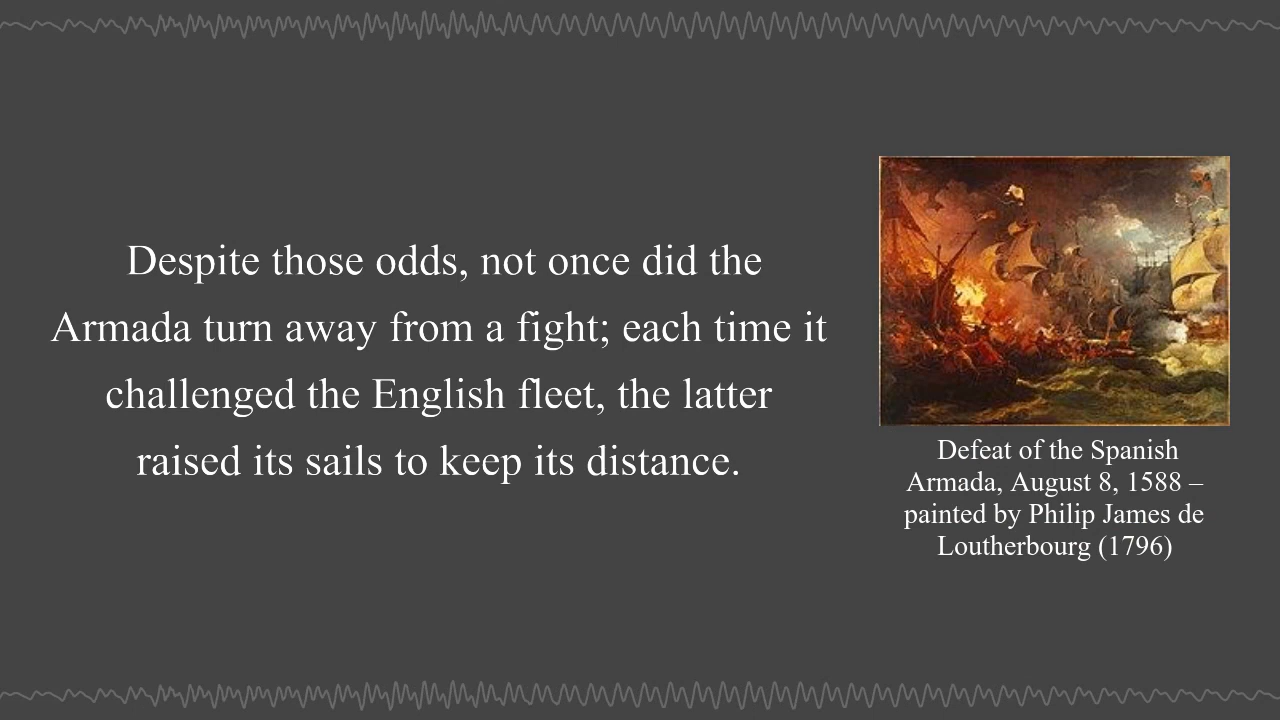 Despite those odds, not once did the
Armada turn away from a fight; each time it
challenged the English fleet, the latter
raised its sails to keep its distance.
Defeat of the Spanish
Armada, August 8, 1588 –
painted by Philip James de
Loutherbourg (1796)